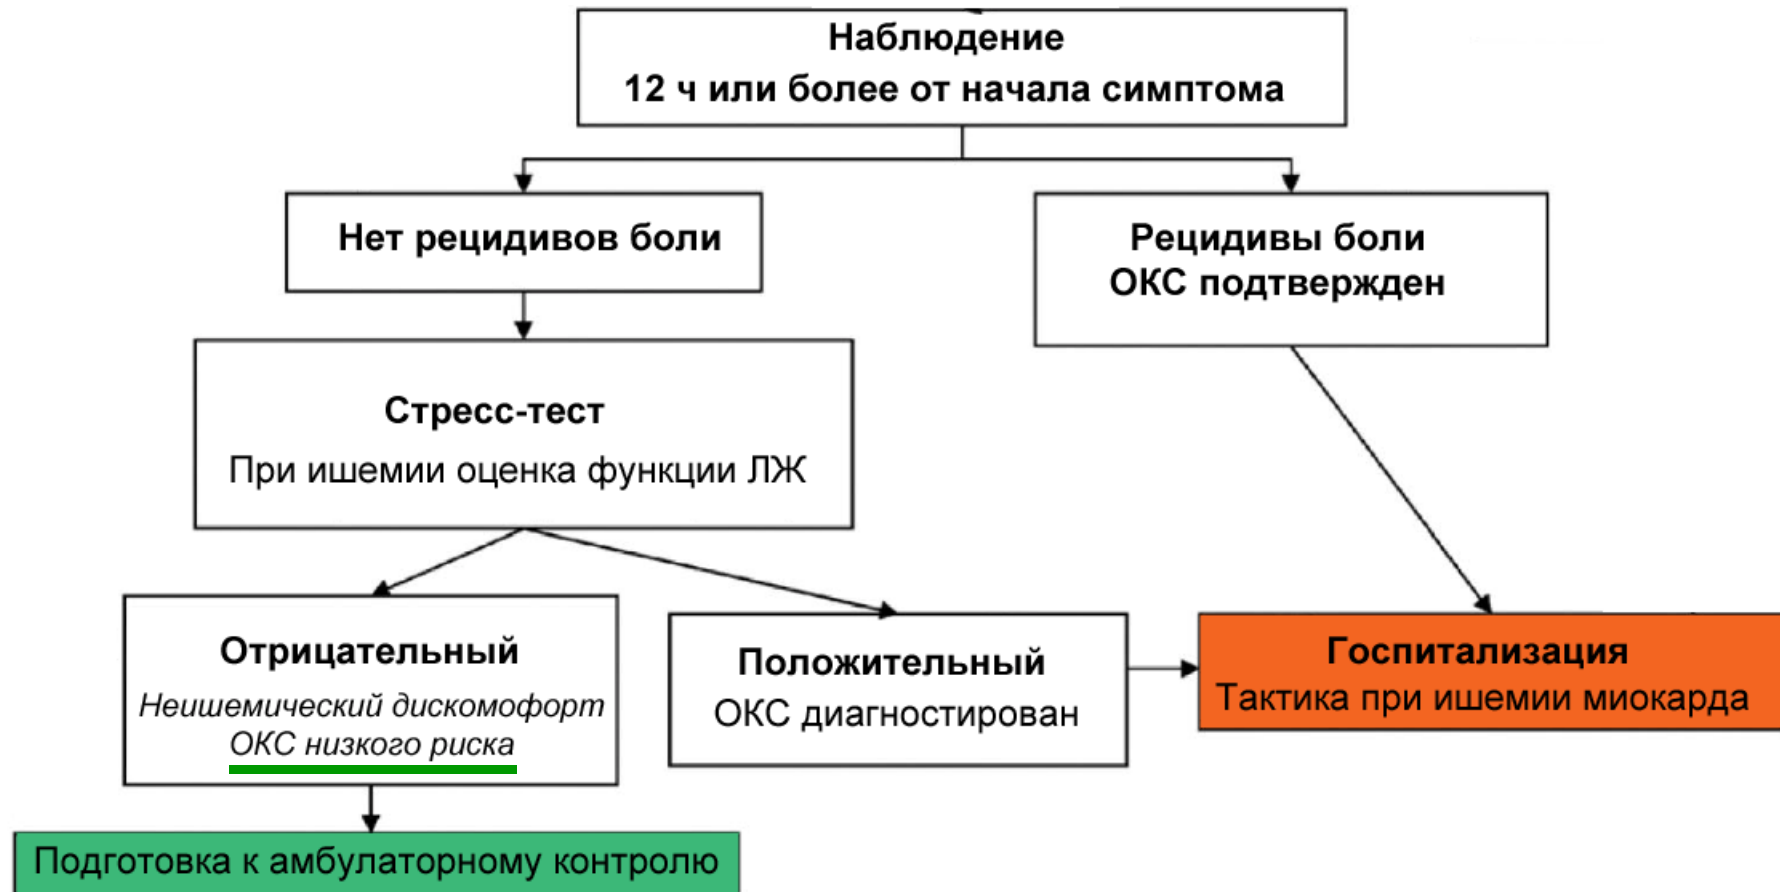 Наблюдение
12 ч или более от начала симптома
Нет рецидивов боли
Рецидивы боли
ОКС подтвержден
Стресс-тест
При ишемии оценка функции ЛЖ
Отрицательный
Неишемический дискомофорт
ОКС низкого риска
Положительный
ОКС диагностирован
Госпитализация
Тактика при ишемии миокарда
Подготовка к амбулаторному контролю